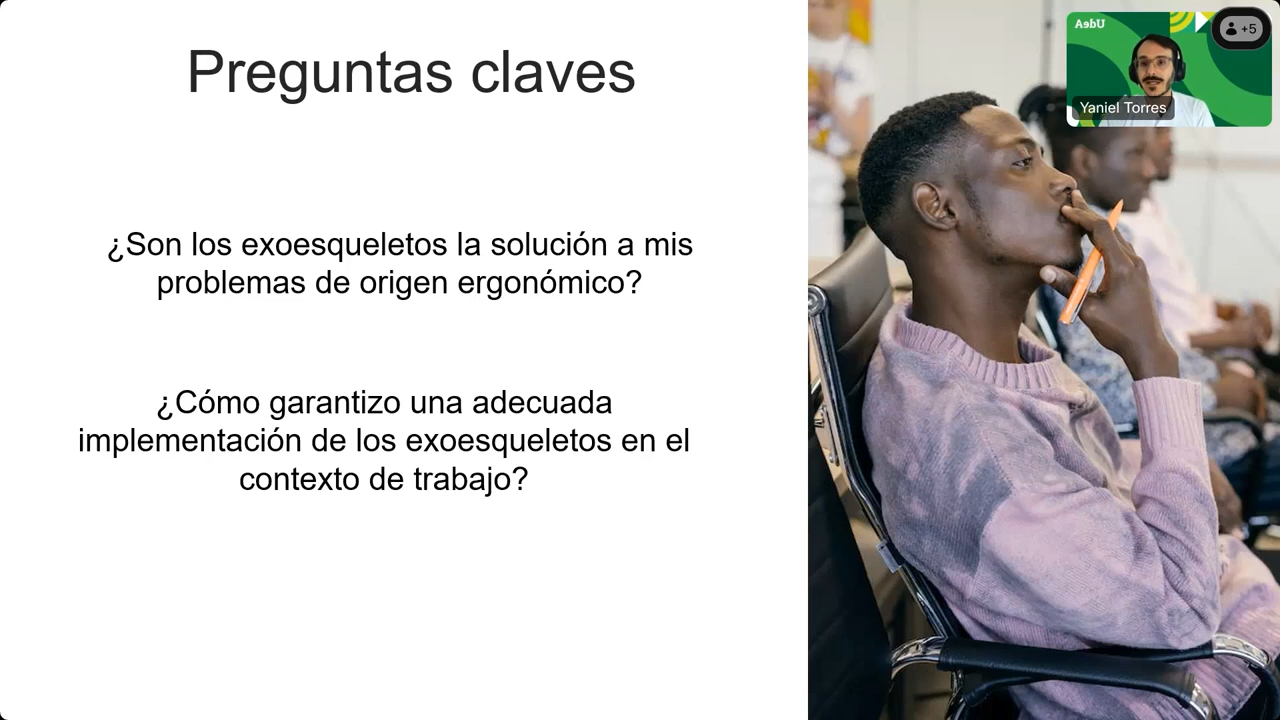 Preguntas claves
¿Son los exoesqueletos la solución a mis
problemas de origen ergonómico?
¿Cómo garantizo una adecuada
implementación de los exoesqueletos en el
contexto de trabajo?
UdeA
+5
Yaniel Torres